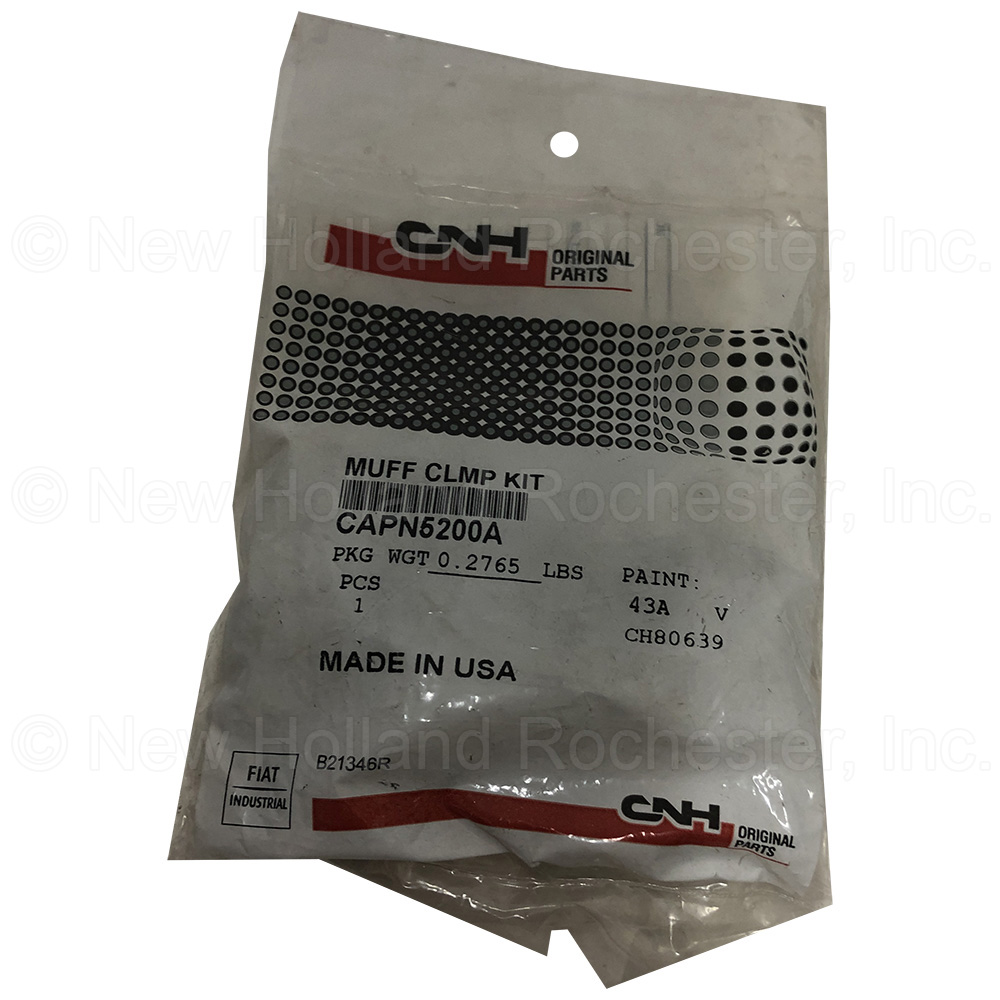 CNH ORIGINAL
PARTS
© New Holland Rochester, Inc.
MUFF CLMP KIT
© New Holland Rochester, Inc.
CAPN5200A
PKG WGT 0.2765 LBS PAINT:
PCS
1 43A V
CH80639
MADE IN USA
© New Holland Rochester, Inc.
B21346R
FIAT
INDUSTRIAL
CNH ORIGINAL
PARTS